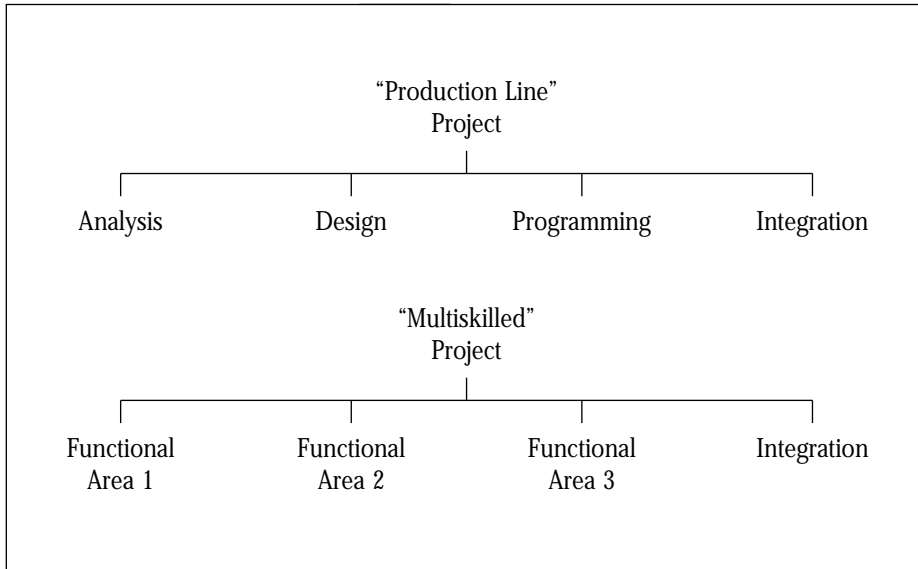 “Production Line”
Project
Analysis Design Programming Integration
“Multiskilled”
Project
Functional Functional Functional Integration
Area 1 Area 2 Area 3